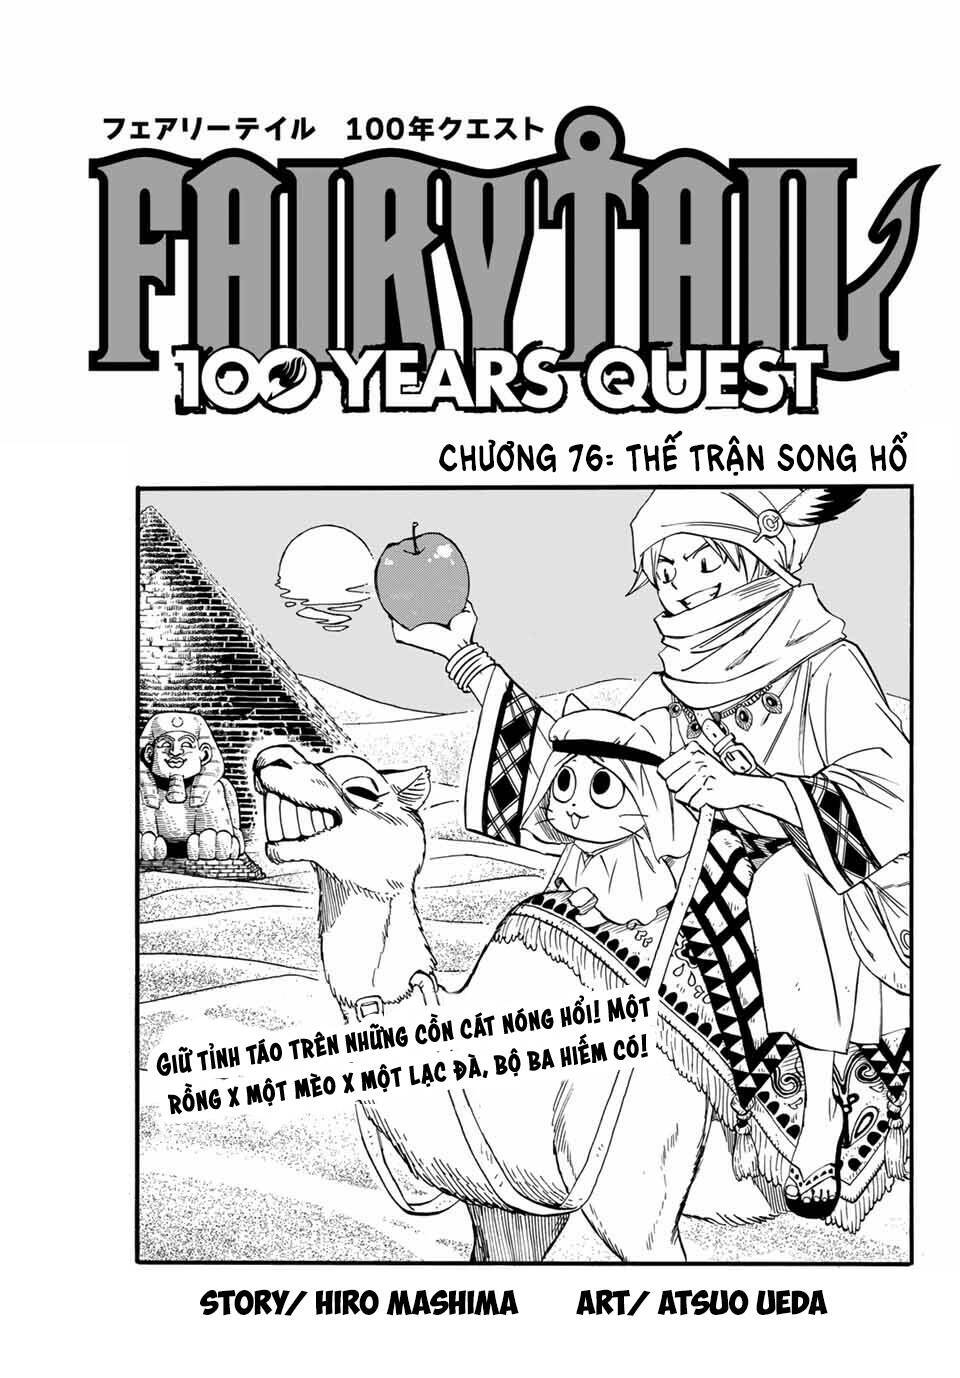 フェアリーテイル 100年クエスト
FAIRY TAIL
100 YEARS QUEST
CHƯƠNG 76: THẾ TRẬN SONG HỔ
GIỮ TỈNH TÁO TRÊN NHỮNG CỒN CÁT NÓNG HỔI! MỘT
RỒNG X MỘT MÈO X MỘT LẠC ĐÀ, BỘ BA HIẾM CÓ!
STORY/ HIRO MASHIMA ART/ ATSUO UEDA